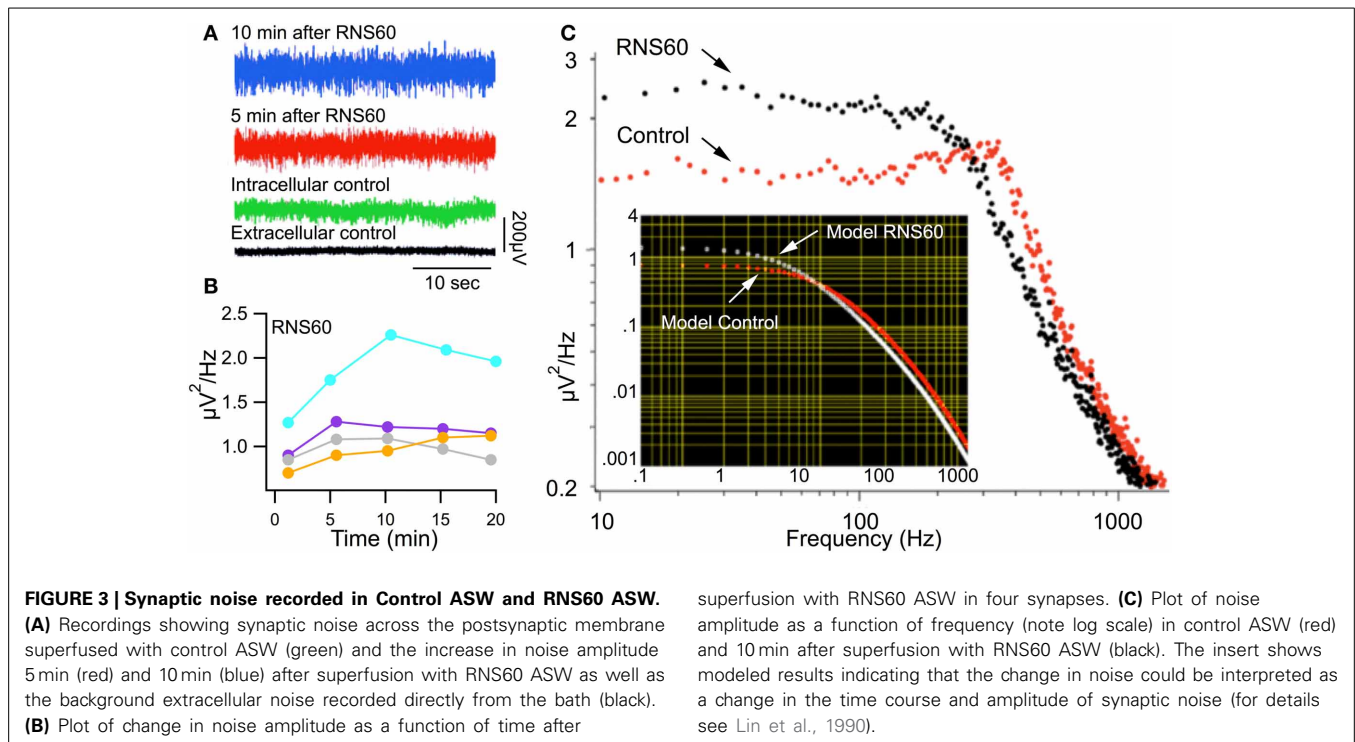 A
10 min after RNS60
5 min after RNS60
Intracellular control
Extracellular control
200µV
10 sec
B
RNS60
2.5
2.0
1.5
1.0
µV²/Hz
0 5 10 15 20
Time (min)
C
RNS60
Control
3
2
1
0.2
µV²/Hz
10 100 1000
Frequency (Hz)
Model RNS60
Model Control
4
1
.1
.01
.001
.1 1 10 100 1000
FIGURE 3 | Synaptic noise recorded in Control ASW and RNS60 ASW.
(A) Recordings showing synaptic noise across the postsynaptic membrane
superfused with control ASW (green) and the increase in noise amplitude
5 min (red) and 10 min (blue) after superfusion with RNS60 ASW as well as
the background extracellular noise recorded directly from the bath (black).
(B) Plot of change in noise amplitude as a function of time after
superfusion with RNS60 ASW in four synapses. (C) Plot of noise
amplitude as a function of frequency (note log scale) in control ASW (red)
and 10 min after superfusion with RNS60 ASW (black). The insert shows
modeled results indicating that the change in noise could be interpreted as
a change in the time course and amplitude of synaptic noise (for details
see Lin et al., 1990).